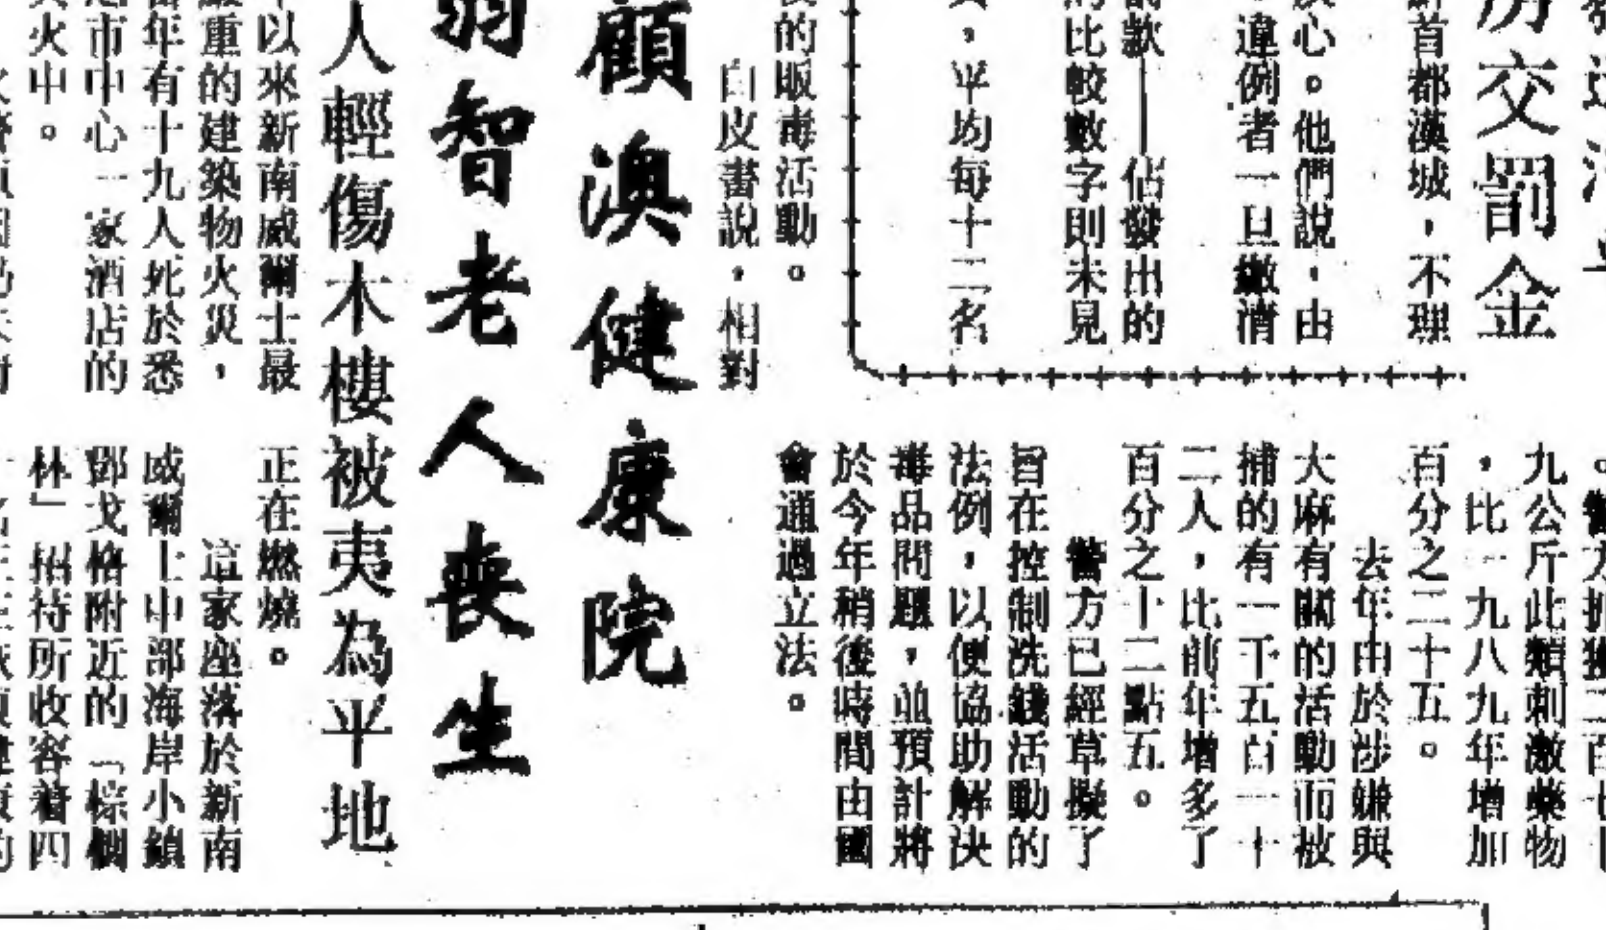 房交罰金
首都漢城，不理
心。他們說，由
違例者一旦繳清
款——佔發出的
比較數字則未見
，平均每十二名
九公斤此類刺激藥物
，比一九八九年增加
百分之二十五。
去年由於涉嫌與
大麻有關的活動而被
捕的有一千五百一十
二人，比前年增多了
百分之十二點五。
警方已經草擬了
旨在控制洗錢活動的
法例，以便協助解決
毒品問題，並預計將
於今年稍後時間由國
會通過立法。
的販毒活動。
白皮書說，相對
顧澳健康院
弱智老人喪生
人輕傷木樓被夷為平地
以來新南威爾士最
嚴重的建築物火災，
年有十九人死於悉
市中心一家酒店的
火中。
正在燃燒。
這家座落於新南
威爾士中部海岸小鎮
鄧戈格附近的「棕櫚
林」招待所收容着四